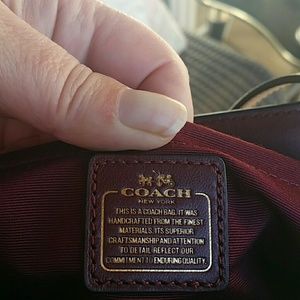 COACH
NEW YORK
THIS IS A COACH BAG. IT WAS
HANDCRAFTED FROM THE FINEST
MATERIALS. ITS SUPERIOR
CRAFTSMANSHIP AND ATTENTION
TO DETAIL REFLECT OUR
COMMITMENT TO ENDURING QUALITY.